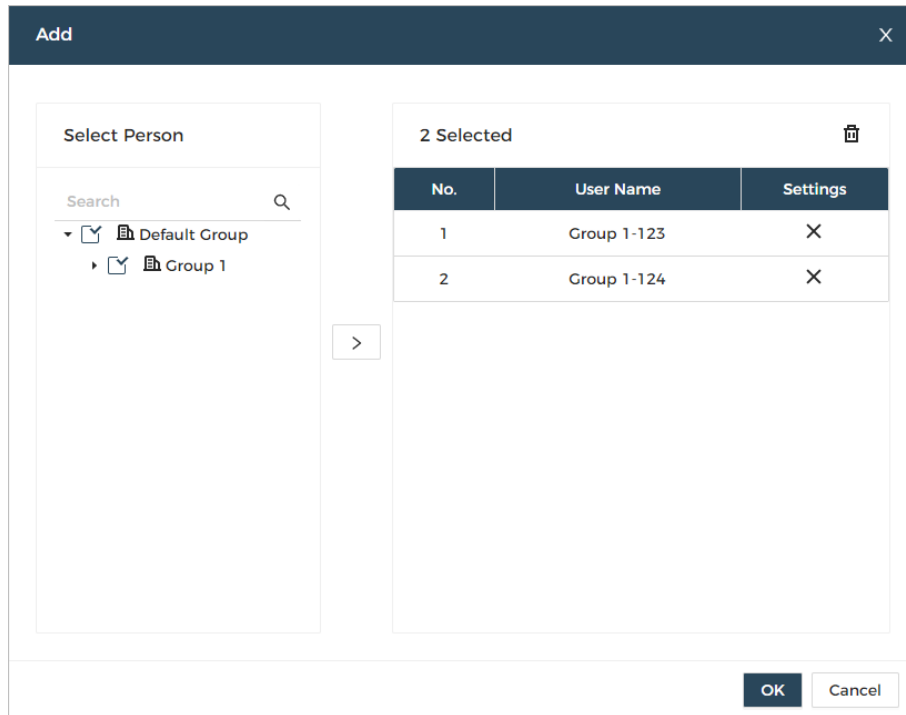 Add
X
Select Person
Search
Default Group
Group 1
>
2 Selected
No. User Name Settings
1 Group 1-123
2 Group 1-124
OK Cancel